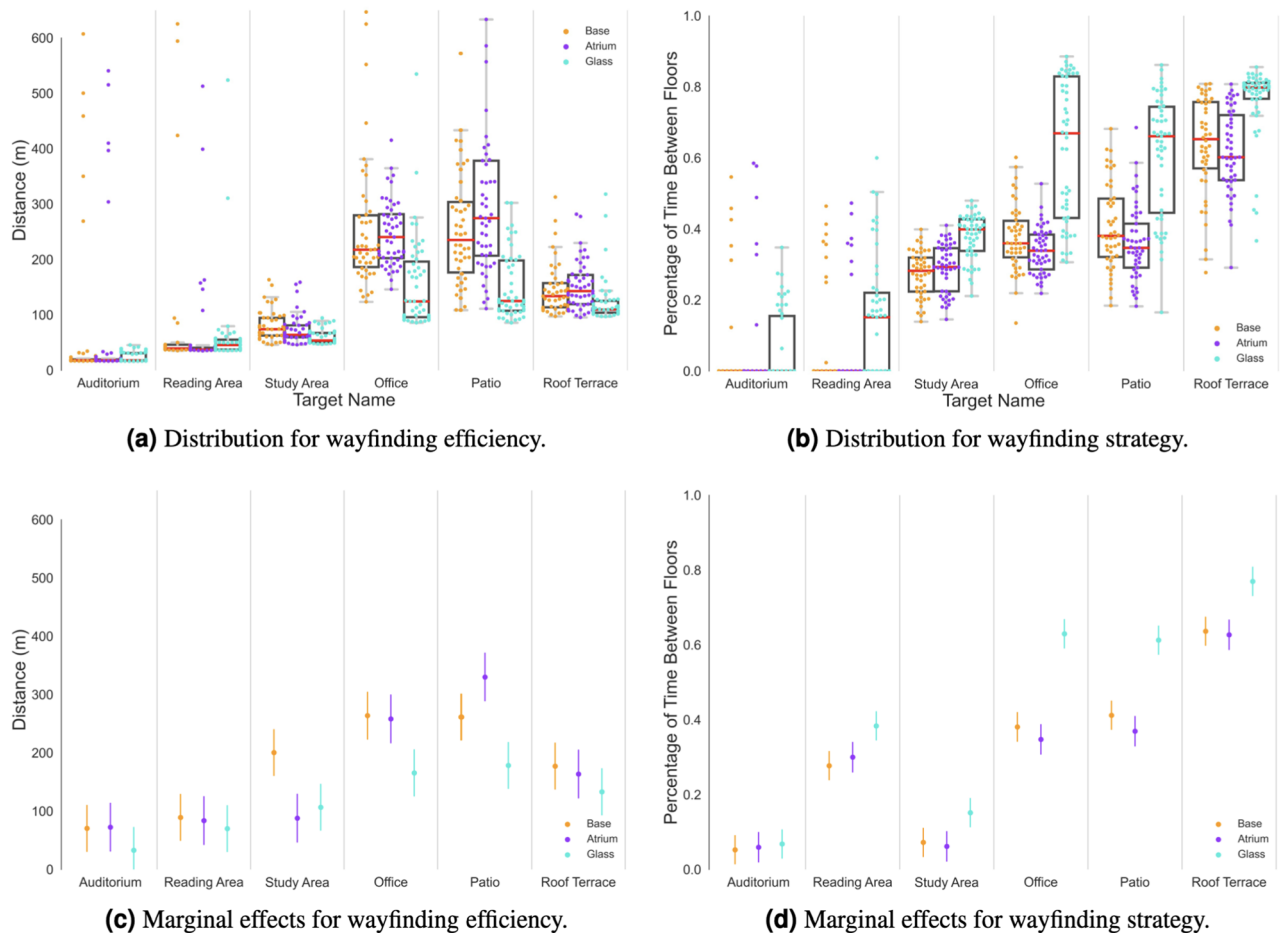 600
500
400
300
200
100
0
Distance (m)
Base
Atrium
Glass
Auditorium Reading Area Study Area Office Patio Roof Terrace
Target Name
(a) Distribution for wayfinding efficiency.
1.0
0.8
0.6
0.4
0.2
0.0
Percentage of Time Between Floors
Base
Atrium
Glass
Auditorium Reading Area Study Area Office Patio Roof Terrace
Target Name
(b) Distribution for wayfinding strategy.
600
500
400
300
200
100
0
Distance (m)
Base
Atrium
Glass
Auditorium Reading Area Study Area Office Patio Roof Terrace
(c) Marginal effects for wayfinding efficiency.
1.0
0.8
0.6
0.4
0.2
0.0
Percentage of Time Between Floors
Base
Atrium
Glass
Auditorium Reading Area Study Area Office Patio Roof Terrace
(d) Marginal effects for wayfinding strategy.